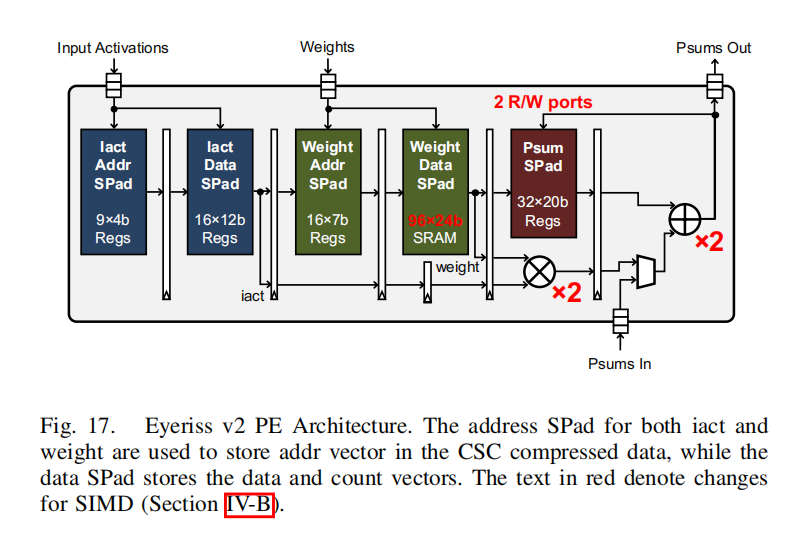 Input Activations
Weights
Psums Out
2 R/W ports
Iact
Addr
SPad
9×4b
Regs
Iact
Data
SPad
16×12b
Regs
Weight
Addr
SPad
16×7b
Regs
Weight
Data
SPad
96×24b
SRAM
Psum
SPad
32×20b
Regs
×2
weight
×2
iact
Psums In
Fig. 17. Eyeriss v2 PE Architecture. The address SPad for both iact and
weight are used to store addr vector in the CSC compressed data, while the
data SPad stores the data and count vectors. The text in red denote changes
for SIMD (Section IV-B).